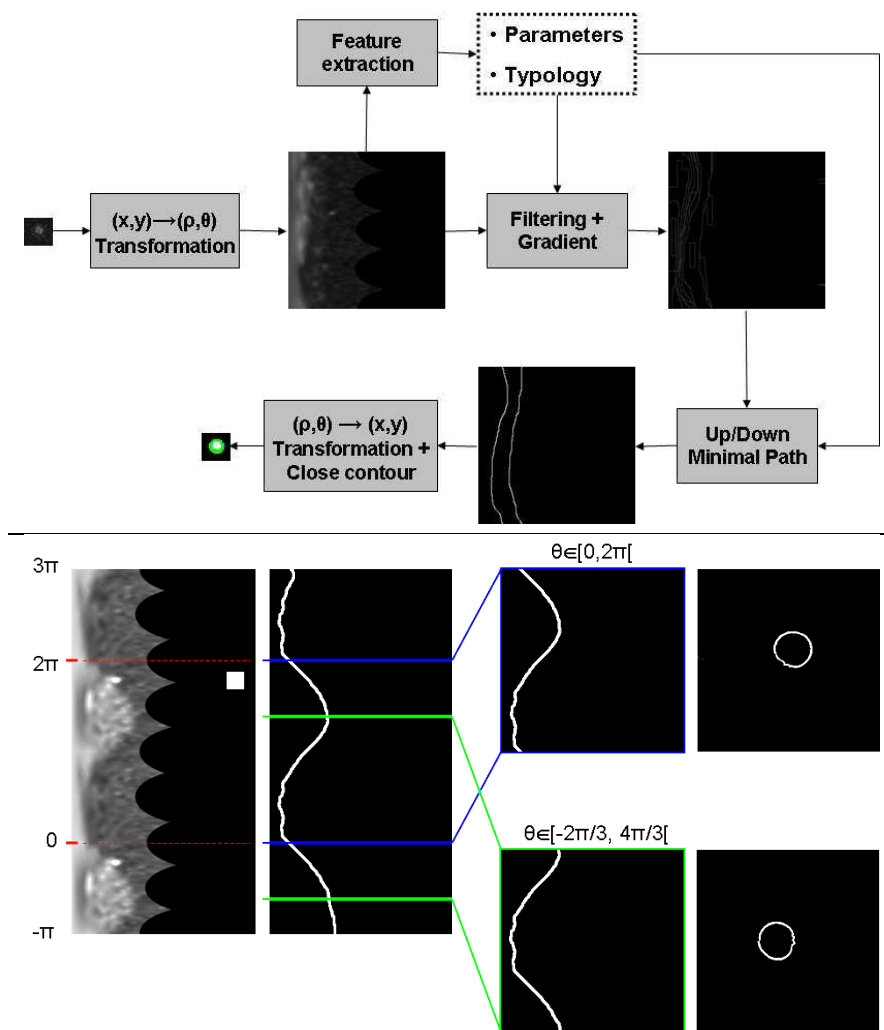 Feature
extraction
• Parameters
• Typology
(x,y)→(ρ,θ)
Transformation
Filtering +
Gradient
(ρ,θ) → (x,y)
Transformation +
Close contour
Up/Down
Minimal Path
θ∈[0,2π[
3π
2π
0
-π
θ∈[-2π/3, 4π/3[